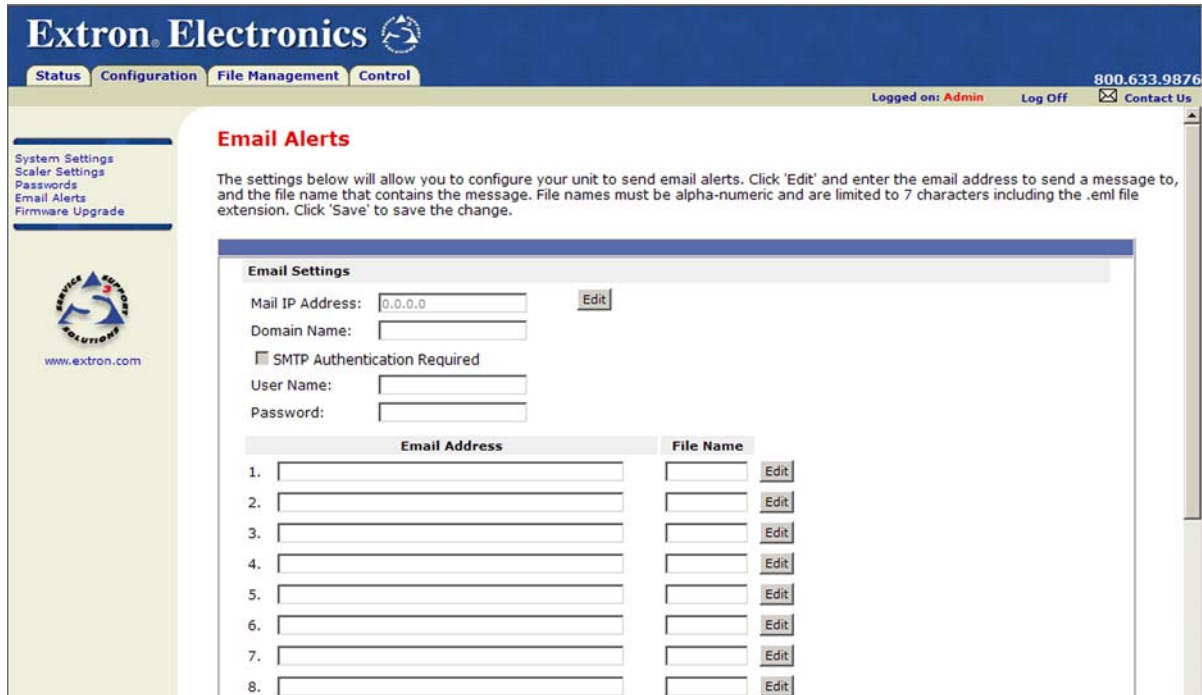 Extron® Electronics
Status Configuration File Management Control
800.633.9876
Logged on: Admin Log Off Contact Us
System Settings
Scaler Settings
Passwords
Email Alerts
Firmware Upgrade
SERVICE SUPPORT SOLUTIONS
S3
www.extron.com
Email Alerts
The settings below will allow you to configure your unit to send email alerts. Click 'Edit' and enter the email address to send a message to,
and the file name that contains the message. File names must be alpha-numeric and are limited to 7 characters including the .eml file
extension. Click 'Save' to save the change.
Email Settings
Mail IP Address: 0.0.0.0 Edit
Domain Name:
SMTP Authentication Required
User Name:
Password:
Email Address File Name
1. Edit
2. Edit
3. Edit
4. Edit
5. Edit
6. Edit
7. Edit
8. Edit